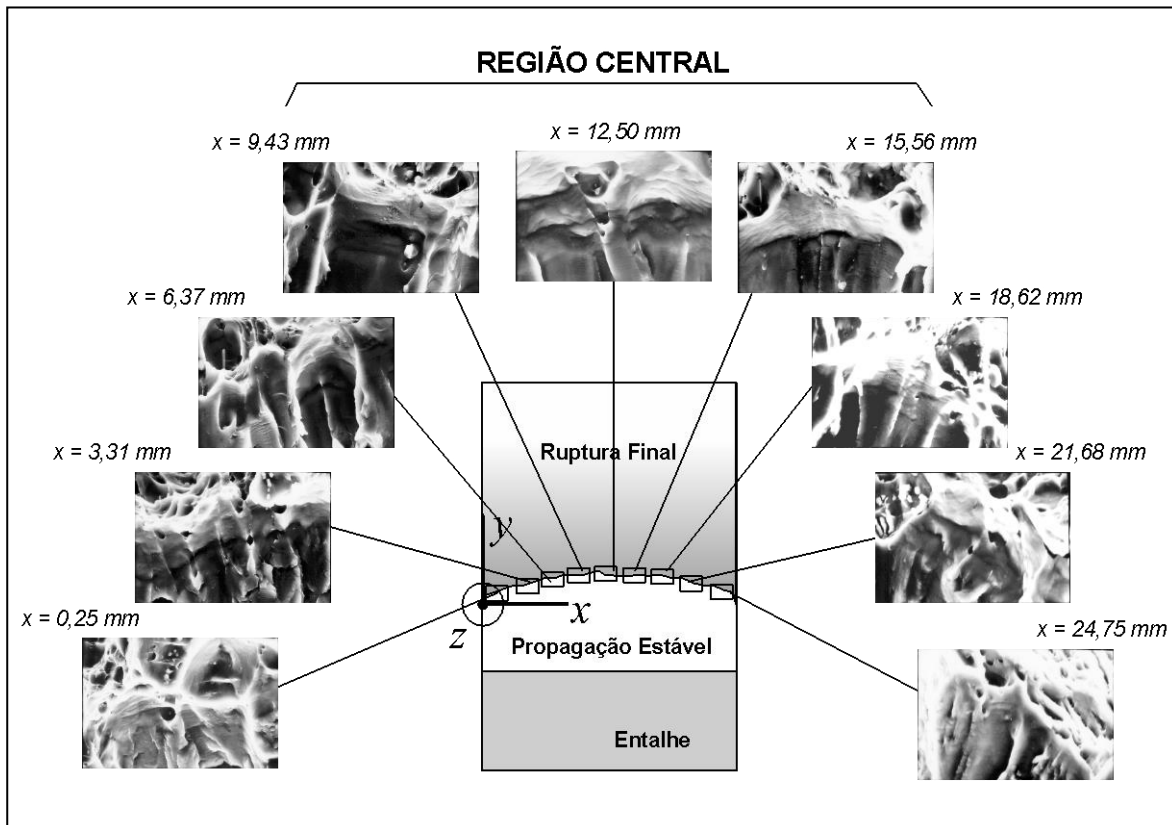 REGIÃO CENTRAL
x = 9,43 mm
x = 12,50 mm
x = 15,56 mm
x = 6,37 mm
x = 18,62 mm
x = 3,31 mm
x = 21,68 mm
x = 0,25 mm
x = 24,75 mm
Ruptura Final
y
x
z
Propagação Estável
Entalhe